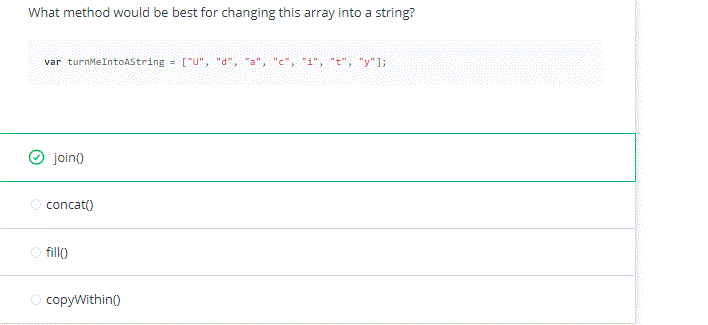 What method would be best for changing this array into a string?
var turnMeIntoAString = ["U", "d", "a", "c", "i", "t", "y"];
join()
concat()
fill()
copyWithin()